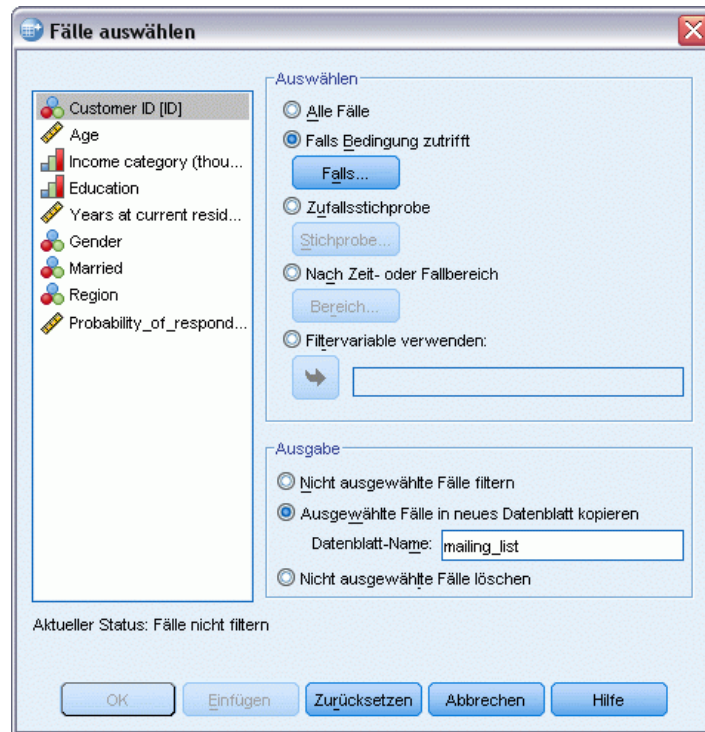 Fälle auswählen
Customer ID [ID]
Age
Income category (thou...
Education
Years at current resid...
Gender
Married
Region
Probability_of_respond...
Auswählen
Alle Fälle
Falls Bedingung zutrifft
Falls...
Zufallsstichprobe
Stichprobe...
Nach Zeit- oder Fallbereich
Bereich...
Filtervariable verwenden:
Ausgabe
Nicht ausgewählte Fälle filtern
Ausgewählte Fälle in neues Datenblatt kopieren
Datenblatt-Name: mailing_list
Nicht ausgewählte Fälle löschen
Aktueller Status: Fälle nicht filtern
OK Einfügen Zurücksetzen Abbrechen Hilfe